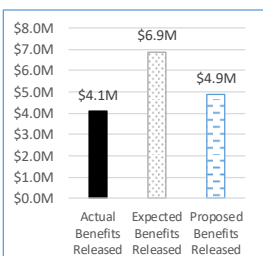 $8.0M
$7.0M
$6.0M
$5.0M
$4.0M
$3.0M
$2.0M
$1.0M
$0.0M
$4.1M
$6.9M
$4.9M
Actual Benefits Released
Expected Benefits Released
Proposed Benefits Released